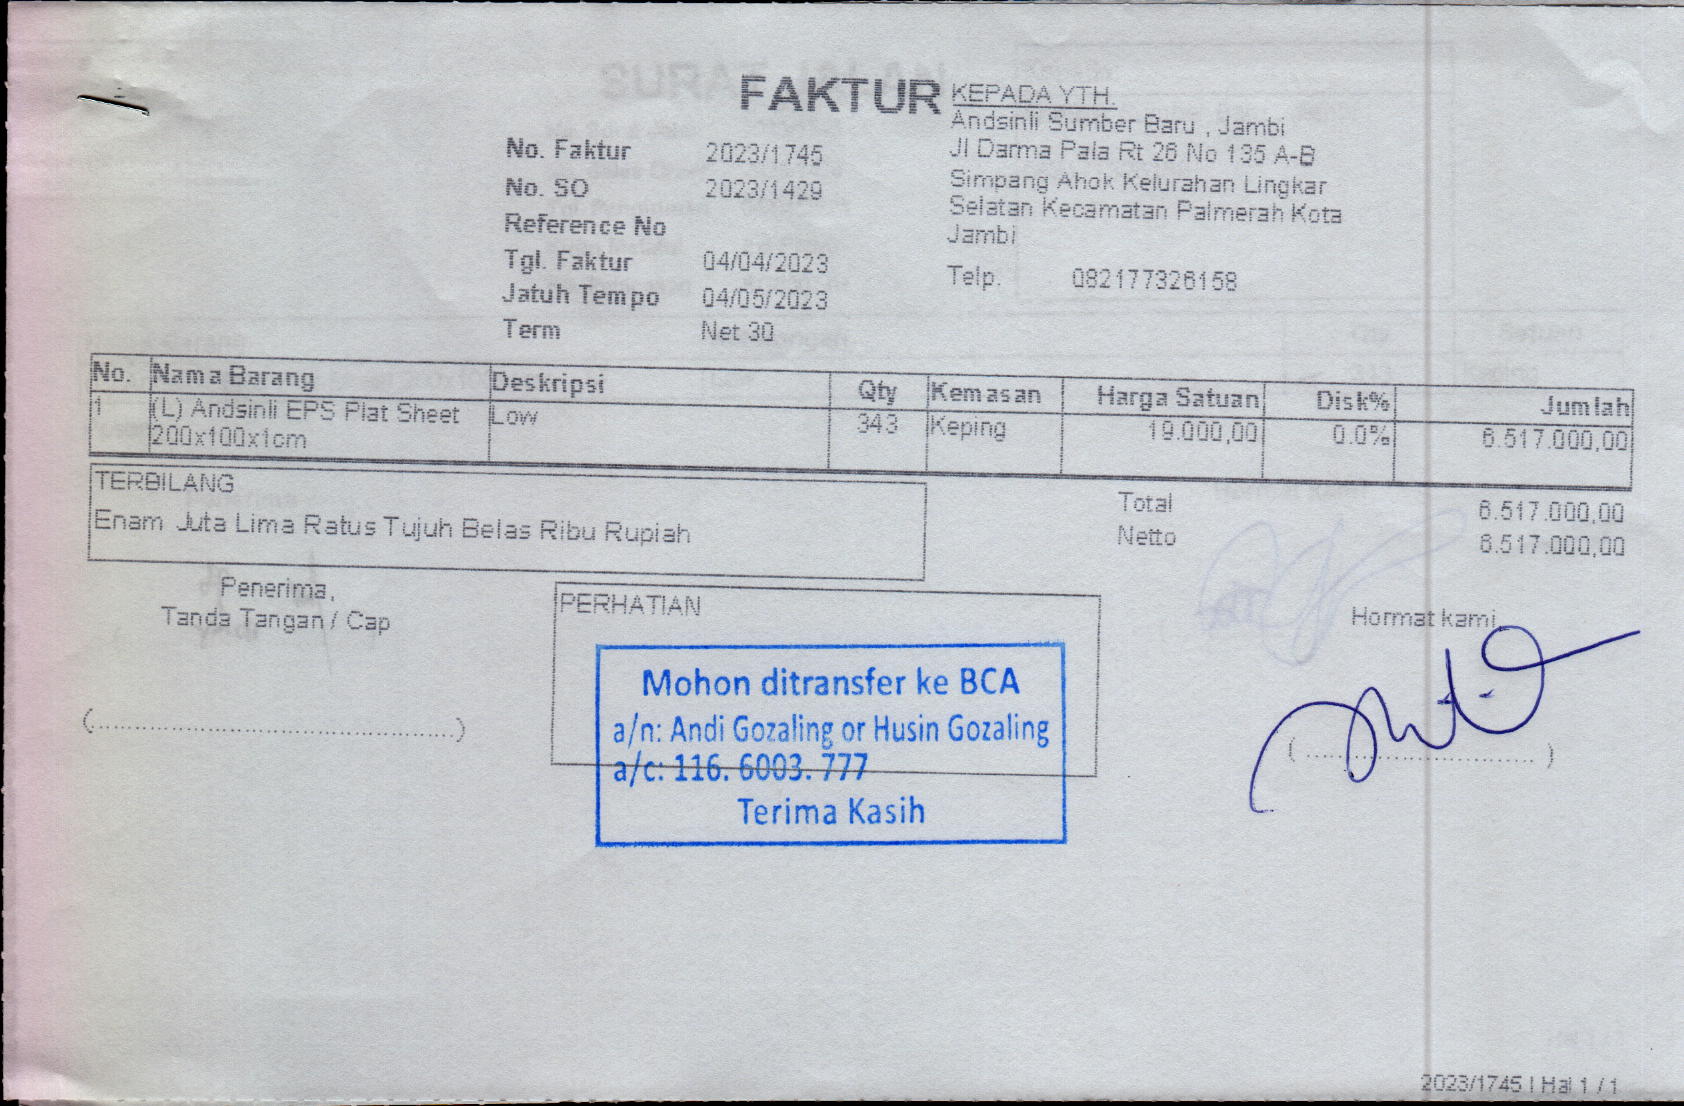 FAKTUR
No. Faktur 2023/1745
No. SO 2023/1429
Reference No
Tgl. Faktur 04/04/2023
Jatuh Tempo 04/05/2023
Term Net 30
KEPADA YTH.
Andsinli Sumber Baru , Jambi
Jl Darma Pala Rt 26 No 135 A-B
Simpang Ahok Kelurahan Lingkar
Selatan Kecamatan Palmerah Kota
Jambi
Telp. 082177326158
No. Nama Barang Deskripsi Qty Kemasan Harga Satuan Disk% Jumlah
1 (L) Andsinli EPS Plat Sheet Low 343 Keping 19.000,00 0.0% 6.517.000,00
200x100x1cm
TERBILANG
Enam Juta Lima Ratus Tujuh Belas Ribu Rupiah
Total 6.517.000,00
Netto 6.517.000,00
Penerima,
Tanda Tangan / Cap
(..................................................)
PERHATIAN
Mohon ditransfer ke BCA
a/n: Andi Gozaling or Husin Gozaling
a/c: 116. 6003. 777
Terima Kasih
Hormat kami
( ................................ )
2023/1745 | Hal 1 / 1